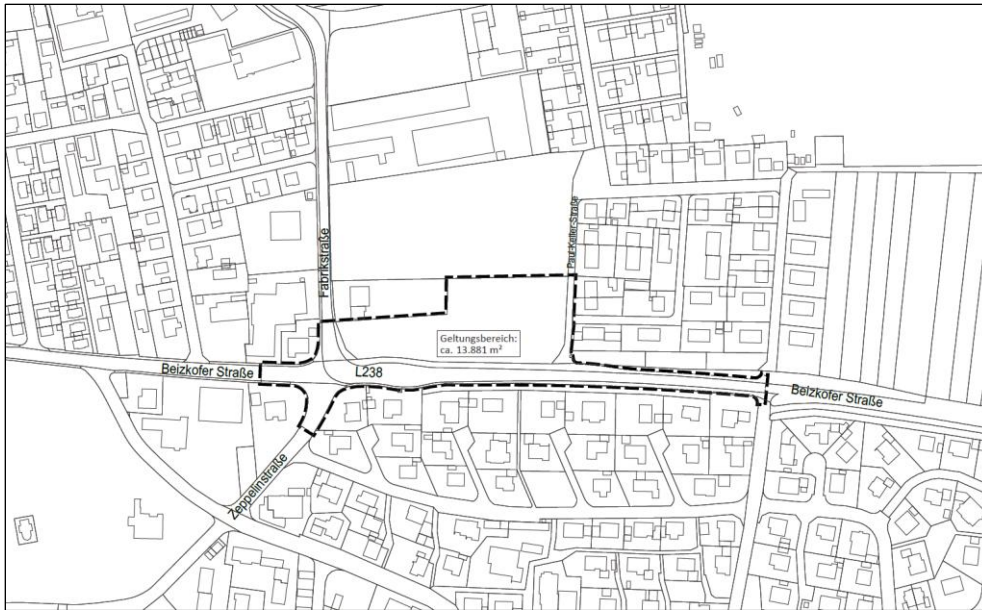 Paul-Keller-Straße
Fabrikstraße
Geltungsbereich:
ca. 13.881 m²
Beizkofer Straße
L238
Beizkofer Straße
Zeppelinstraße